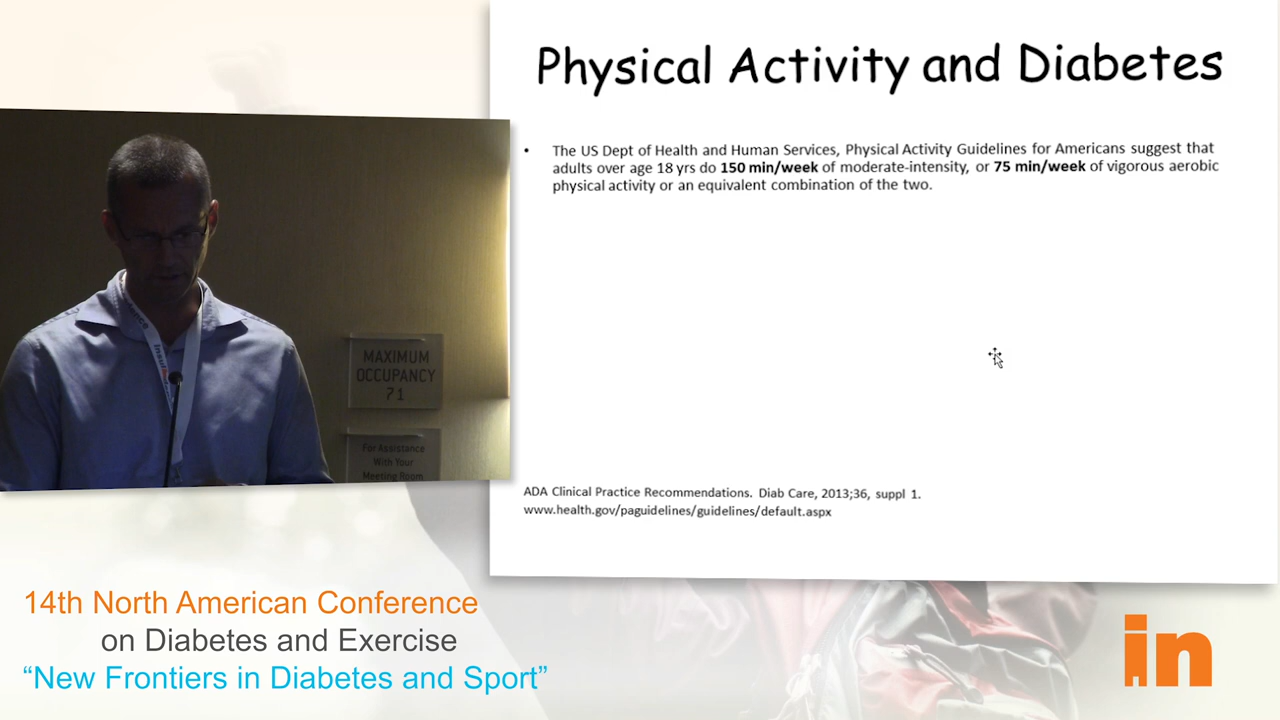 Physical Activity and Diabetes
• The US Dept of Health and Human Services, Physical Activity Guidelines for Americans suggest that
adults over age 18 yrs do 150 min/week of moderate-intensity, or 75 min/week of vigorous aerobic
physical activity or an equivalent combination of the two.
ADA Clinical Practice Recommendations. Diab Care, 2013;36, suppl 1.
www.health.gov/paguidelines/guidelines/default.aspx
MAXIMUM
OCCUPANCY
71
For Assistance
With Your
Meeting Room
14th North American Conference
on Diabetes and Exercise
“New Frontiers in Diabetes and Sport”
in